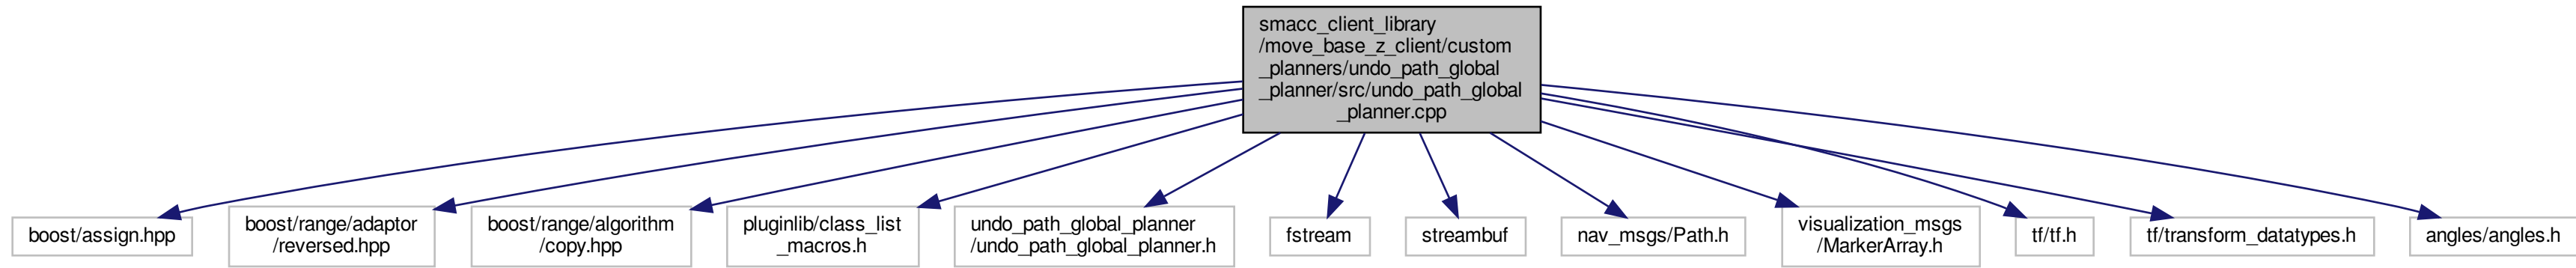 smacc_client_library
/move_base_z_client/custom
_planners/undo_path_global
_planner/src/undo_path_global
_planner.cpp
boost/assign.hpp
boost/range/adaptor
/reversed.hpp
boost/range/algorithm
/copy.hpp
pluginlib/class_list
_macros.h
undo_path_global_planner
/undo_path_global_planner.h
fstream
streambuf
nav_msgs/Path.h
visualization_msgs
/MarkerArray.h
tf/tf.h
tf/transform_datatypes.h
angles/angles.h